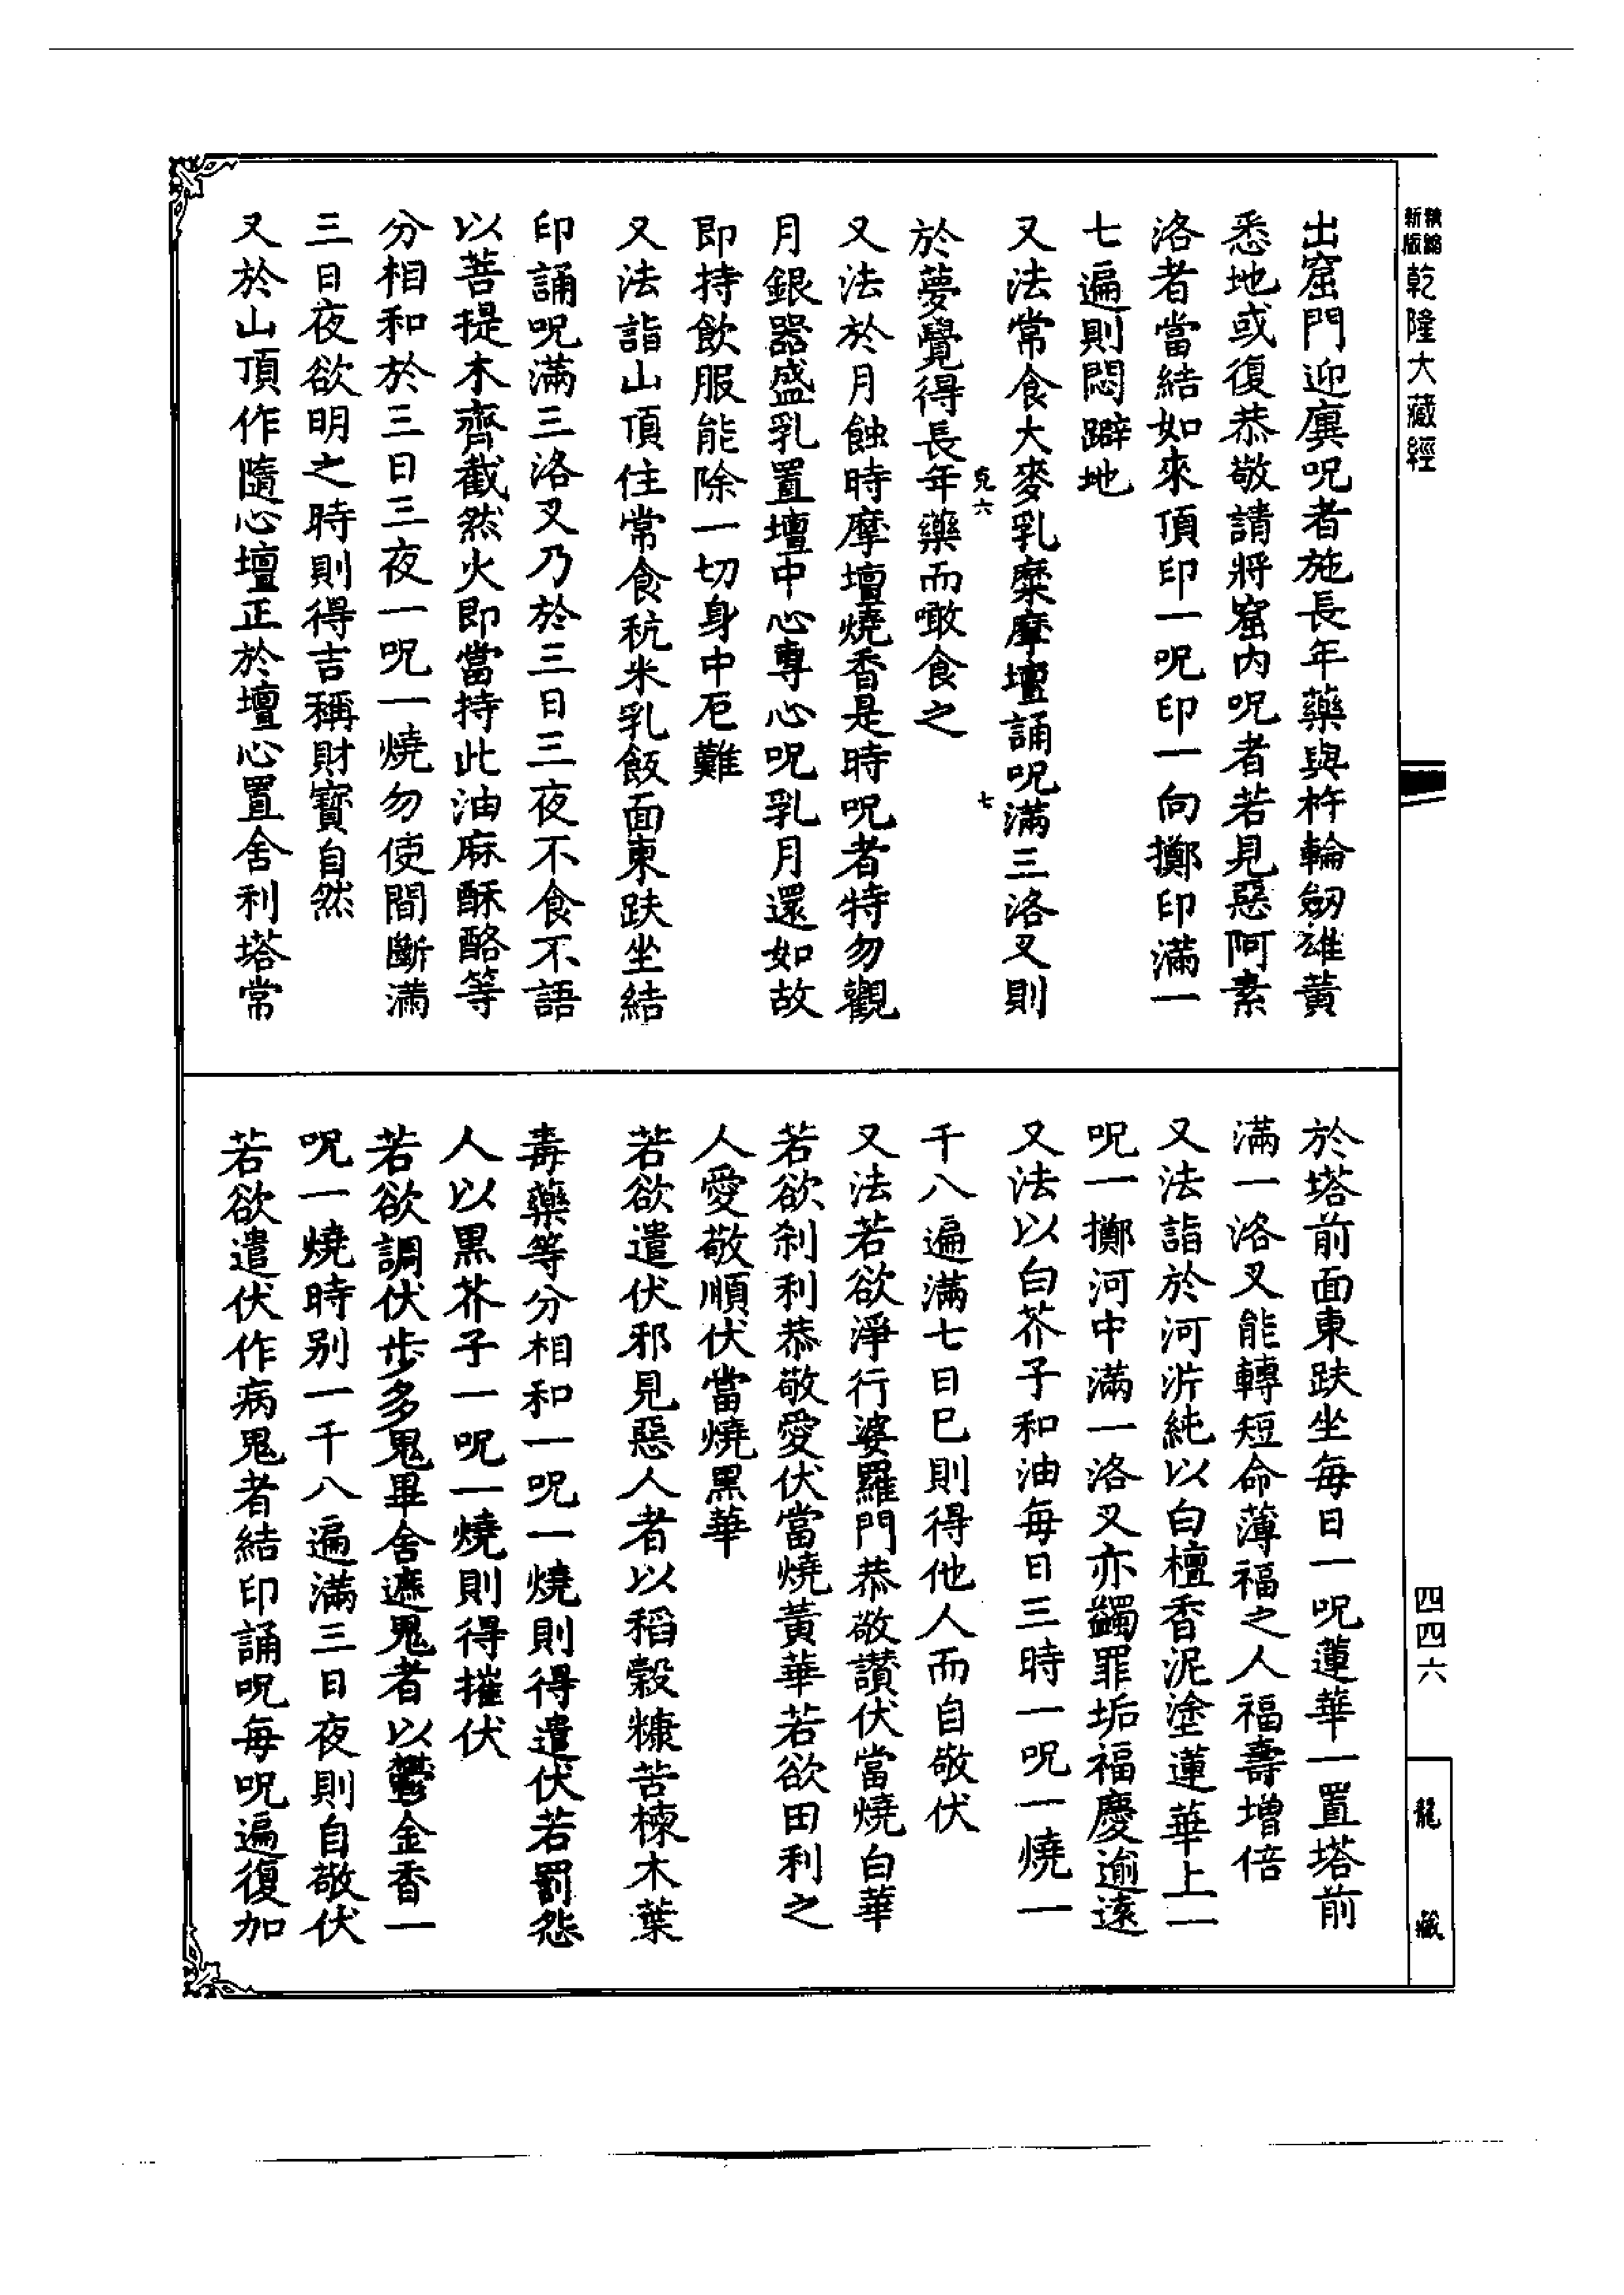 精縮新版 乾隆大藏經
出窟門迎廙呪者施長年藥與杵輪劒雄黃
悉地或復恭敬請將窟内呪者若見惡阿素
洛者當結如來頂印一呪印一向擲印滿一
七遍則悶躃地
又法常食大麥乳糜摩壇誦呪滿三洛叉則
於夢覺得長年藥而噉食之
克六 七
又法於月蝕時摩壇燒香是時呪者特勿觀
月銀器盛乳置壇中心專心呪乳月還如故
即持飲服能除一切身中厄難
又法詣山頂住常食秔米乳飯面東趺坐結
印誦呪滿三洛叉乃於三日三夜不食不語
以菩提木齊截然火即當持此油麻酥酪等
分相和於三日三夜一呪一燒勿使間斷滿
三日夜欲明之時則得吉稱財寶自然
又於山頂作隨心壇正於壇心置舍利塔常
於塔前面東趺坐每日一呪蓮華一置塔前
滿一洛叉能轉短命薄福之人福壽增倍
又法詣於河泝純以白檀香泥塗蓮華上一
呪一擲河中滿一洛叉亦蠲罪垢福慶逾遠
又法以白芥子和油每日三時一呪一燒一
千八遍滿七日已則得他人而自敬伏
又法若欲淨行婆羅門恭敬讃伏當燒白華
若欲刹利恭敬愛伏當燒黃華若欲田利之
人愛敬順伏當燒黑華
若欲遣伏邪見惡人者以稻穀糠苦楝木葉
毒藥等分相和一呪一燒則得遣伏若罰怨
人以黑芥子一呪一燒則得摧伏
若欲調伏步多鬼畢舍遮鬼者以鬱金香一
呪一燒時别一千八遍滿三日夜則自敬伏
若欲遣伏作病鬼者結印誦呪每呪遍復加
四四六
龍藏